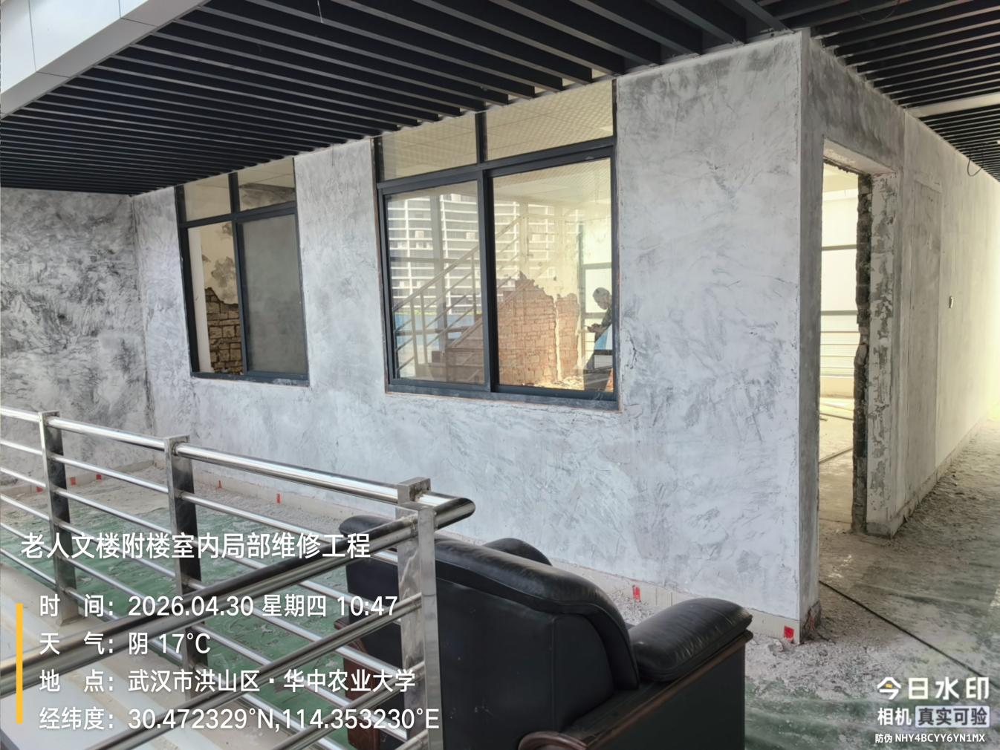 老人文楼附楼室内局部维修工程
时 间：2026.04.30 星期四 10:47
天 气：阴 17℃
地 点：武汉市洪山区·华中农业大学
经纬度：30.472329°N,114.353230°E
今日水印
相机 真实可验
防伪 NHY4BCYY6YN1MX